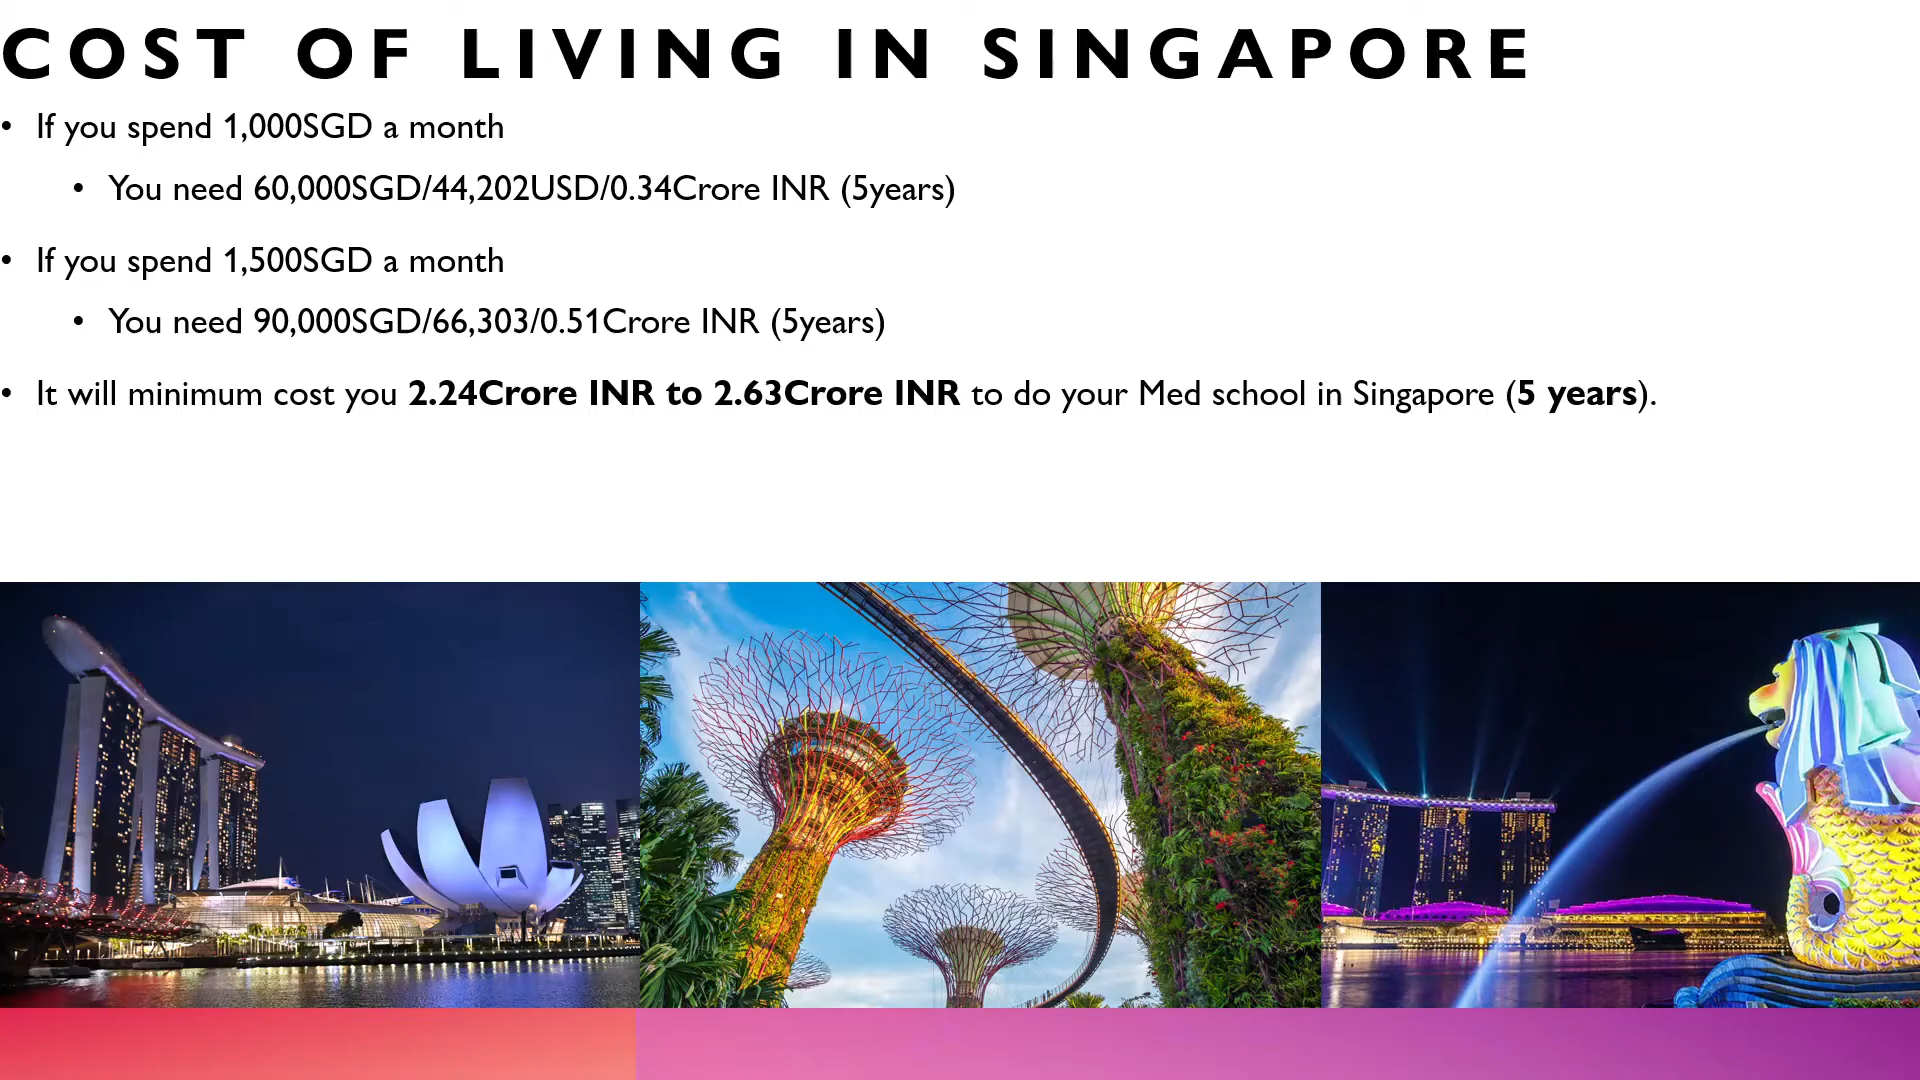 COST OF LIVING IN SINGAPORE
• If you spend 1,000SGD a month
• You need 60,000SGD/44,202USD/0.34Crore INR (5years)
• If you spend 1,500SGD a month
• You need 90,000SGD/66,303/0.51Crore INR (5years)
• It will minimum cost you 2.24Crore INR to 2.63Crore INR to do your Med school in Singapore (5 years).